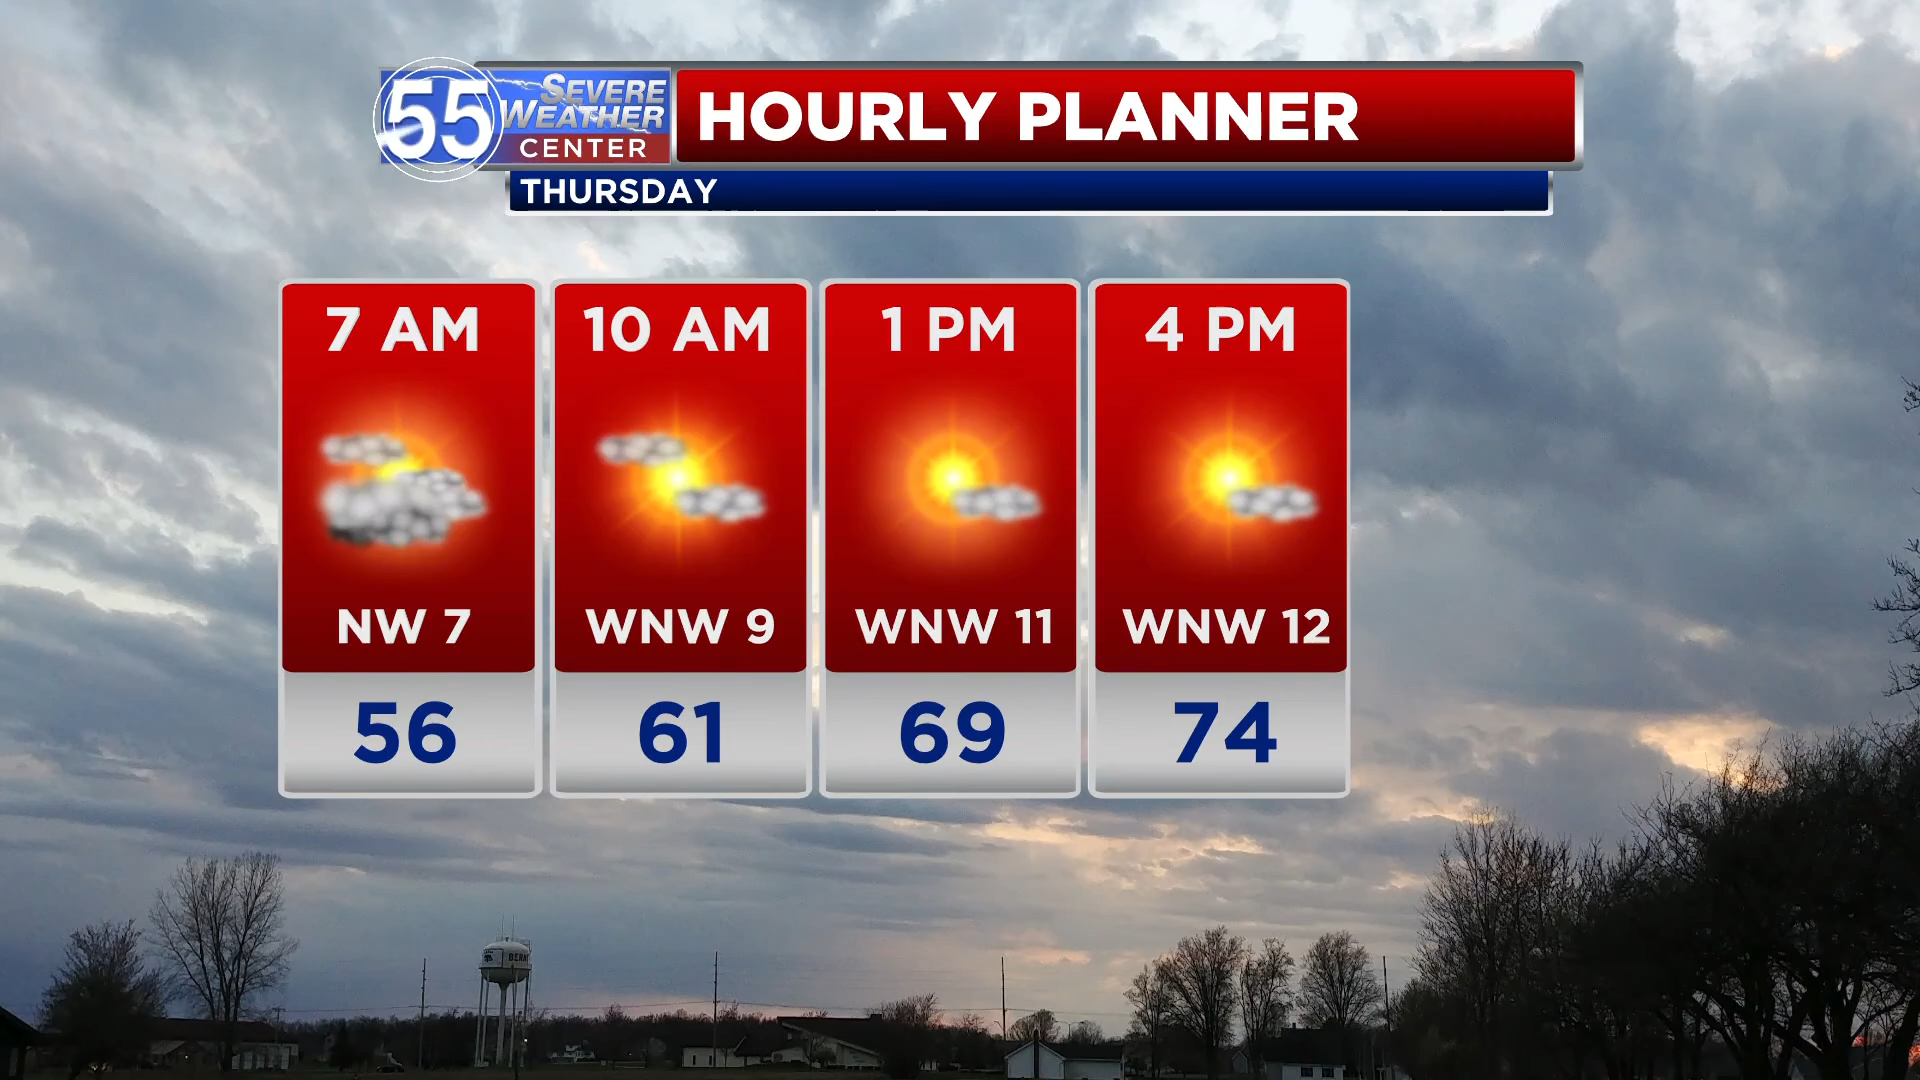 55
SEVERE
WEATHER
CENTER
HOURLY PLANNER
THURSDAY
7 AM
10 AM
1 PM
4 PM
NW 7
WNW 9
WNW 11
WNW 12
56
61
69
74